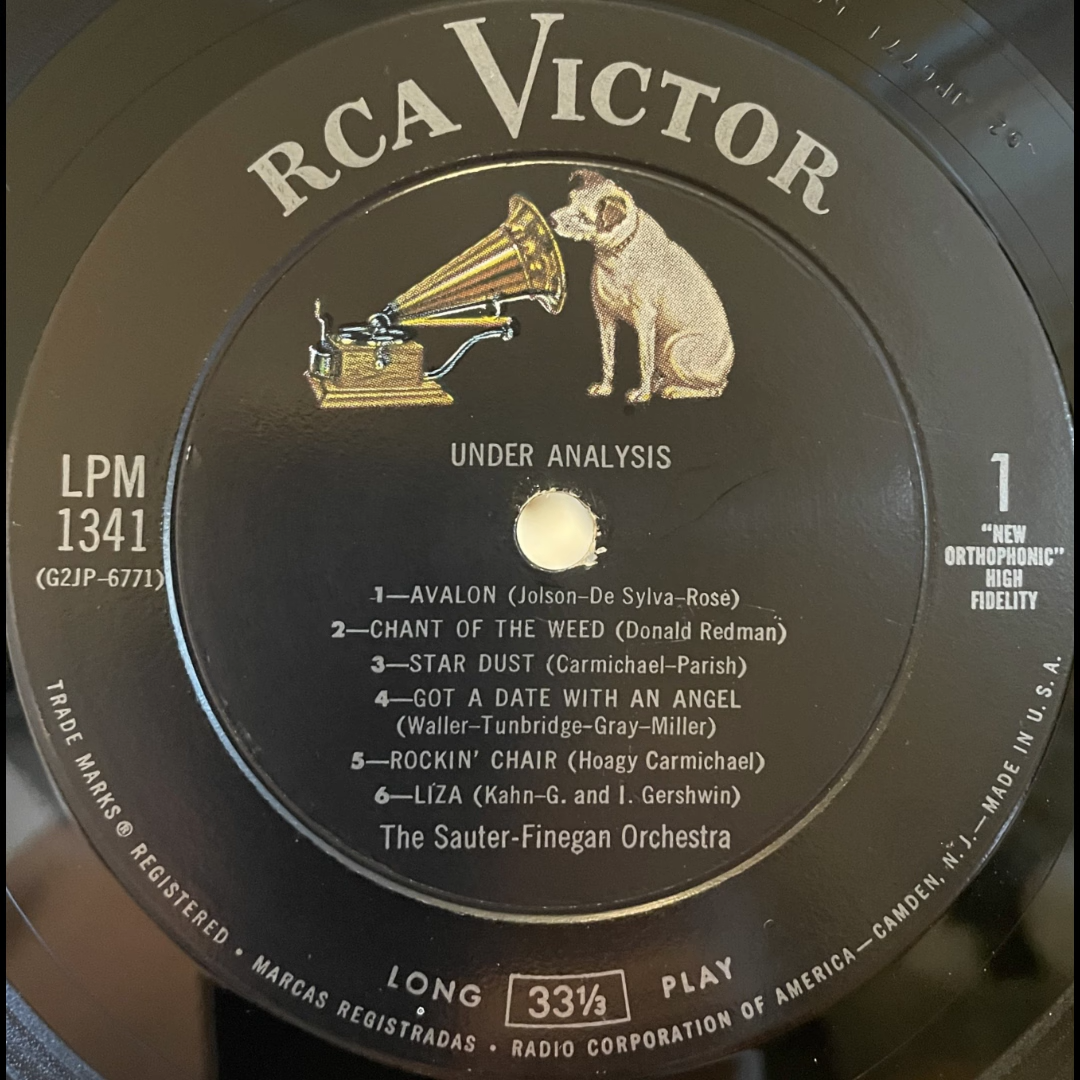 RCA VICTOR
UNDER ANALYSIS
LPM
1341
(G2JP-6771)
1
"NEW
ORTHOPHONIC"
HIGH
FIDELITY
1—AVALON (Jolson-De Sylva-Rose)
2—CHANT OF THE WEED (Donald Redman)
3—STAR DUST (Carmichael-Parish)
4—GOT A DATE WITH AN ANGEL
(Waller-Tunbridge-Gray-Miller)
5—ROCKIN' CHAIR (Hoagy Carmichael)
6—LIZA (Kahn-G. and I. Gershwin)
The Sauter-Finegan Orchestra
LONG 33⅓ PLAY
TRADE MARKS ® REGISTERED • MARCAS REGISTRADAS • RADIO CORPORATION OF AMERICA—CAMDEN, N. J.—MADE IN U. S. A.